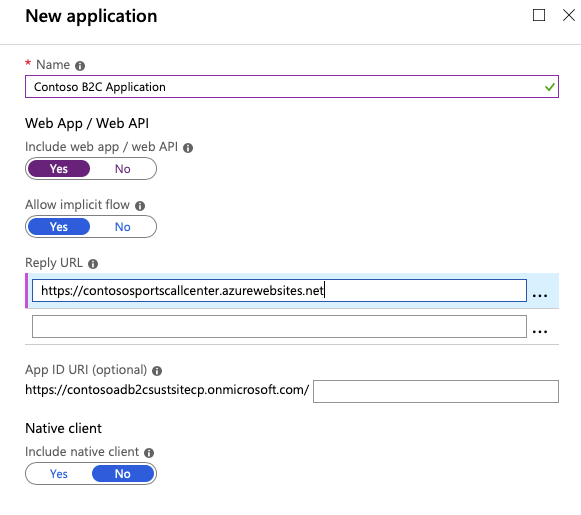 New application
* Name
Contoso B2C Application
Web App / Web API
Include web app / web API
Yes No
Allow implicit flow
Yes No
Reply URL
https://contososportscallcenter.azurewebsites.net
...
...
App ID URI (optional)
https://contosoadb2csustsitecp.onmicrosoft.com/
Native client
Include native client
Yes No